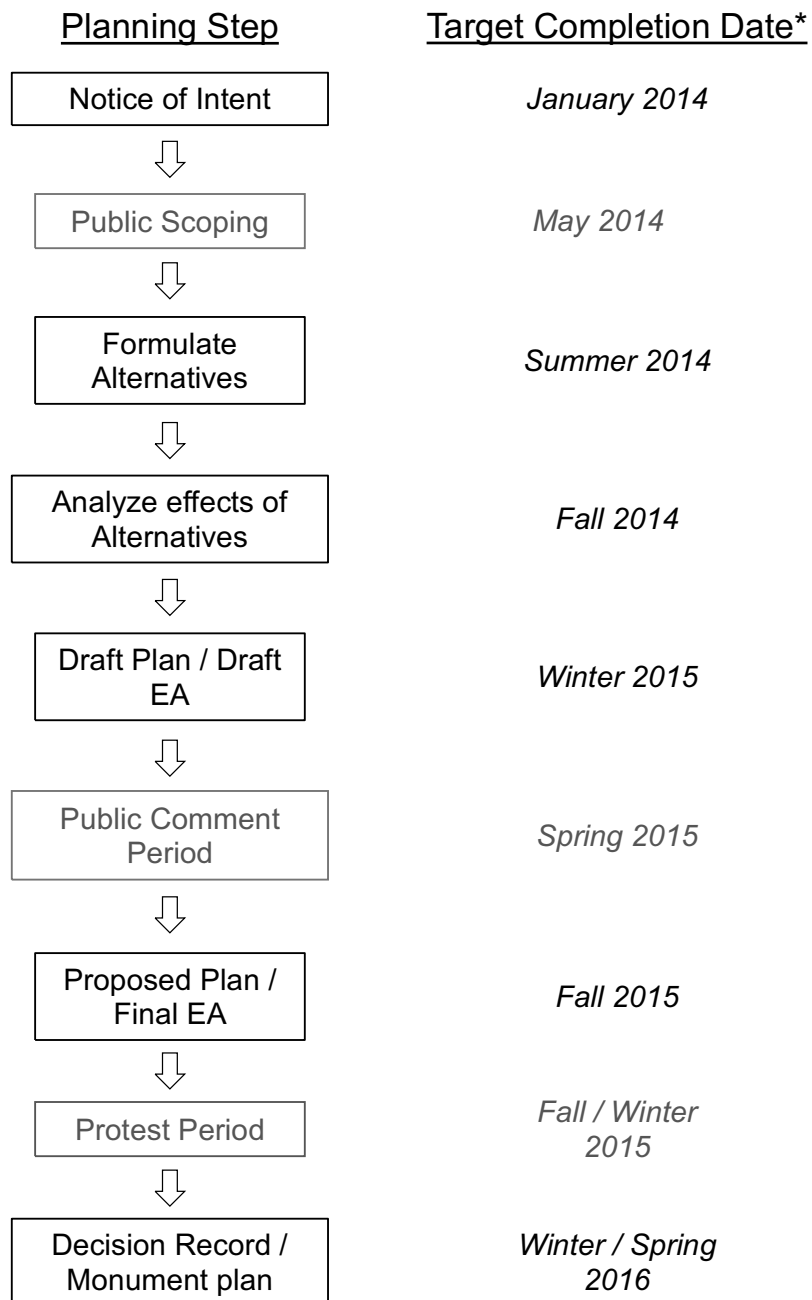 Planning Step Target Completion Date*
Notice of Intent January 2014
Public Scoping May 2014
Formulate
Alternatives
Summer 2014
Analyze effects of
Alternatives
Fall 2014
Draft Plan / Draft
EA
Winter 2015
Public Comment
Period
Spring 2015
Proposed Plan /
Final EA
Fall 2015
Protest Period
Fall / Winter
2015
Decision Record /
Monument plan
Winter / Spring
2016